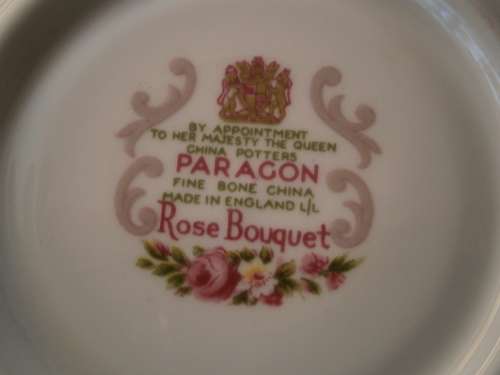 BY APPOINTMENT
TO HER MAJESTY THE QUEEN
CHINA POTTERS
PARAGON
FINE BONE CHINA
MADE IN ENGLAND L/L
Rose Bouquet